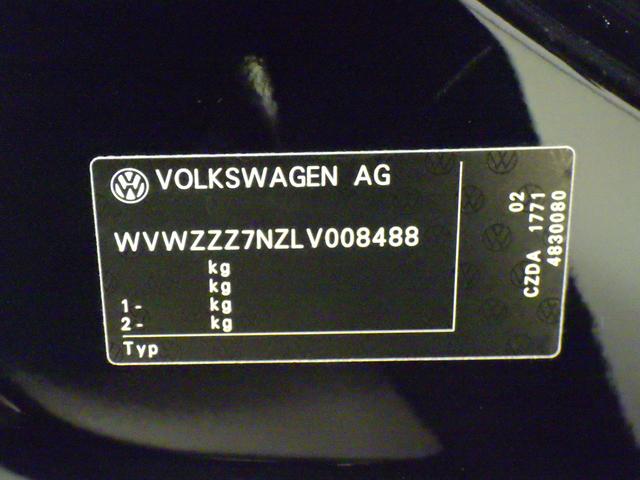 VOLKSWAGEN AG
WVWZZZ7NZLV008488
kg
kg
1- kg
2- kg
Typ
02
CZDA 1771
4830080